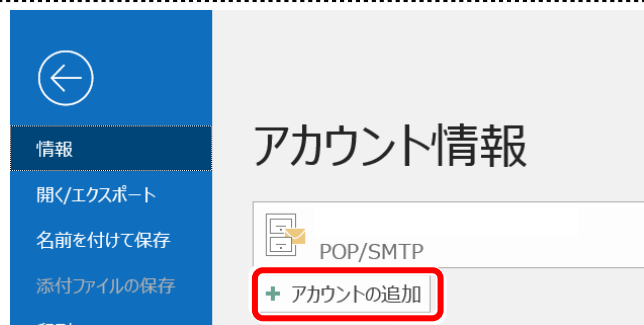 アカウント情報
情報
開く/エクスポート
名前を付けて保存
添付ファイルの保存
POP/SMTP
アカウントの追加